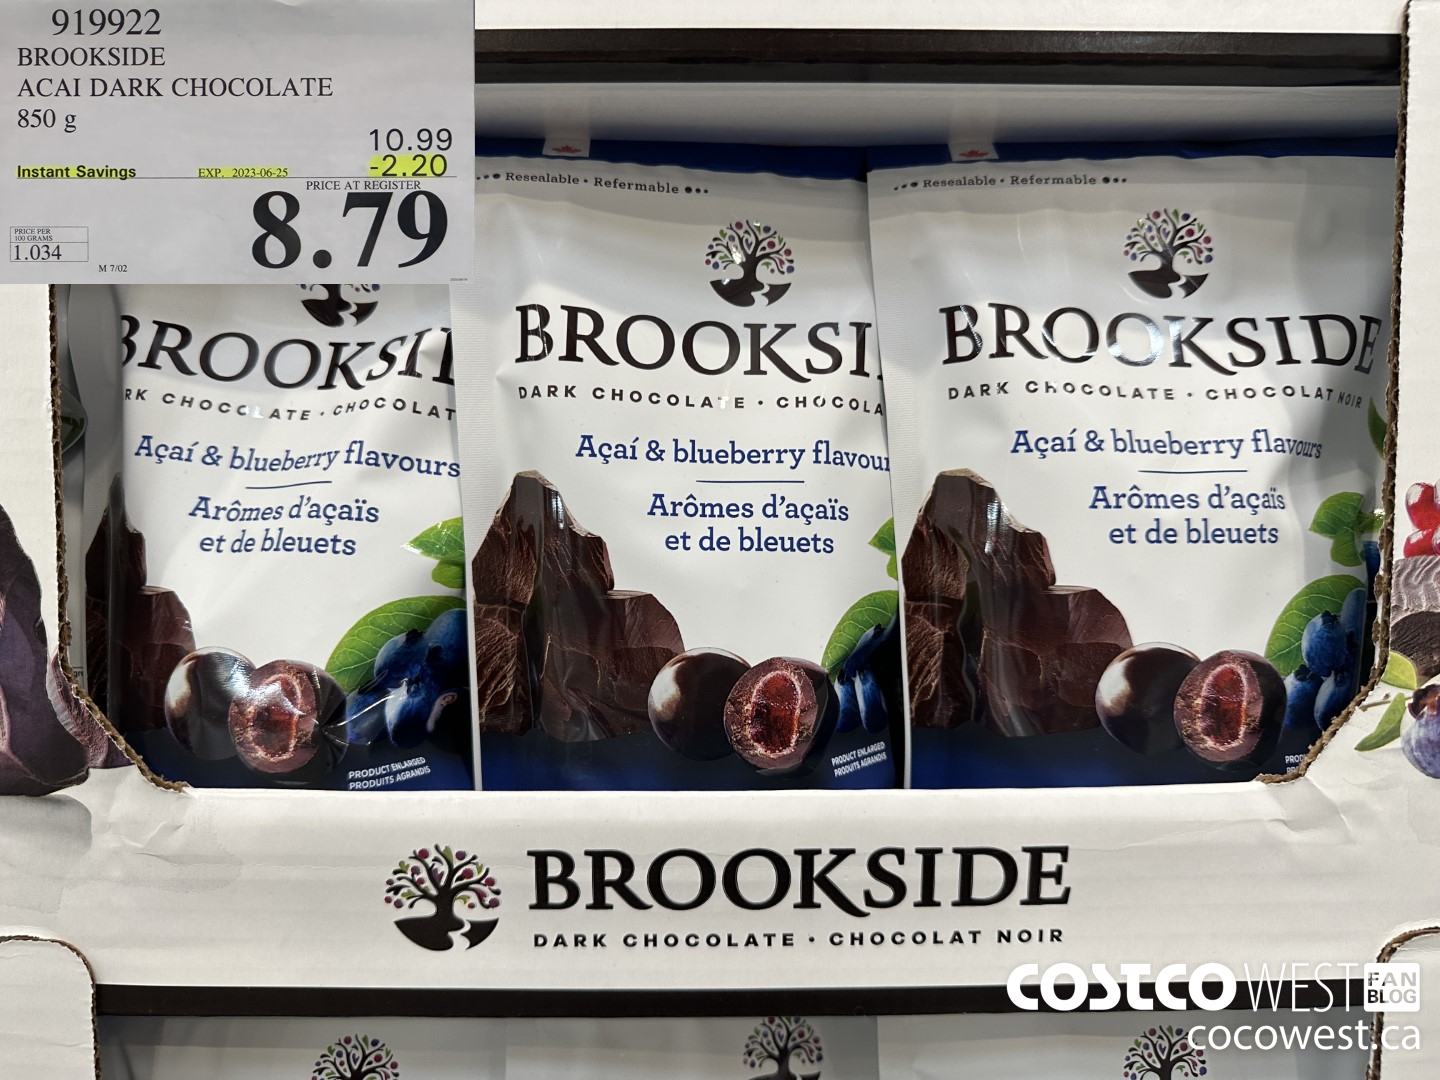 919922
BROOKSIDE
ACAI DARK CHOCOLATE
850 g
10.99
Instant Savings EXP. 2023-06-25 -2.20
PRICE AT REGISTER
8.79
PRICE PER
100 GRAMS
1.034
M 7/02
BROOKSI
RK CHOCOLATE · CHOCOLAT
Açaí & blueberry flavours
Arômes d'açaïs
et de bleuets
PRODUCT ENLARGED
PRODUITS AGRANDIS
Resealable • Refermable
BROOKSI
DARK CHOCOLATE · CHOCOLA
Açaí & blueberry flavour
Arômes d'açaïs
et de bleuets
PRODUCT ENLARGED
PRODUITS AGRANDIS
Resealable • Refermable
BROOKSIDE
DARK CHOCOLATE · CHOCOLAT NOIR
Açaí & blueberry flavours
Arômes d'açaïs
et de bleuets
BROOKSIDE
DARK CHOCOLATE · CHOCOLAT NOIR
COSTCO WEST FAN BLOG
cocowest.ca